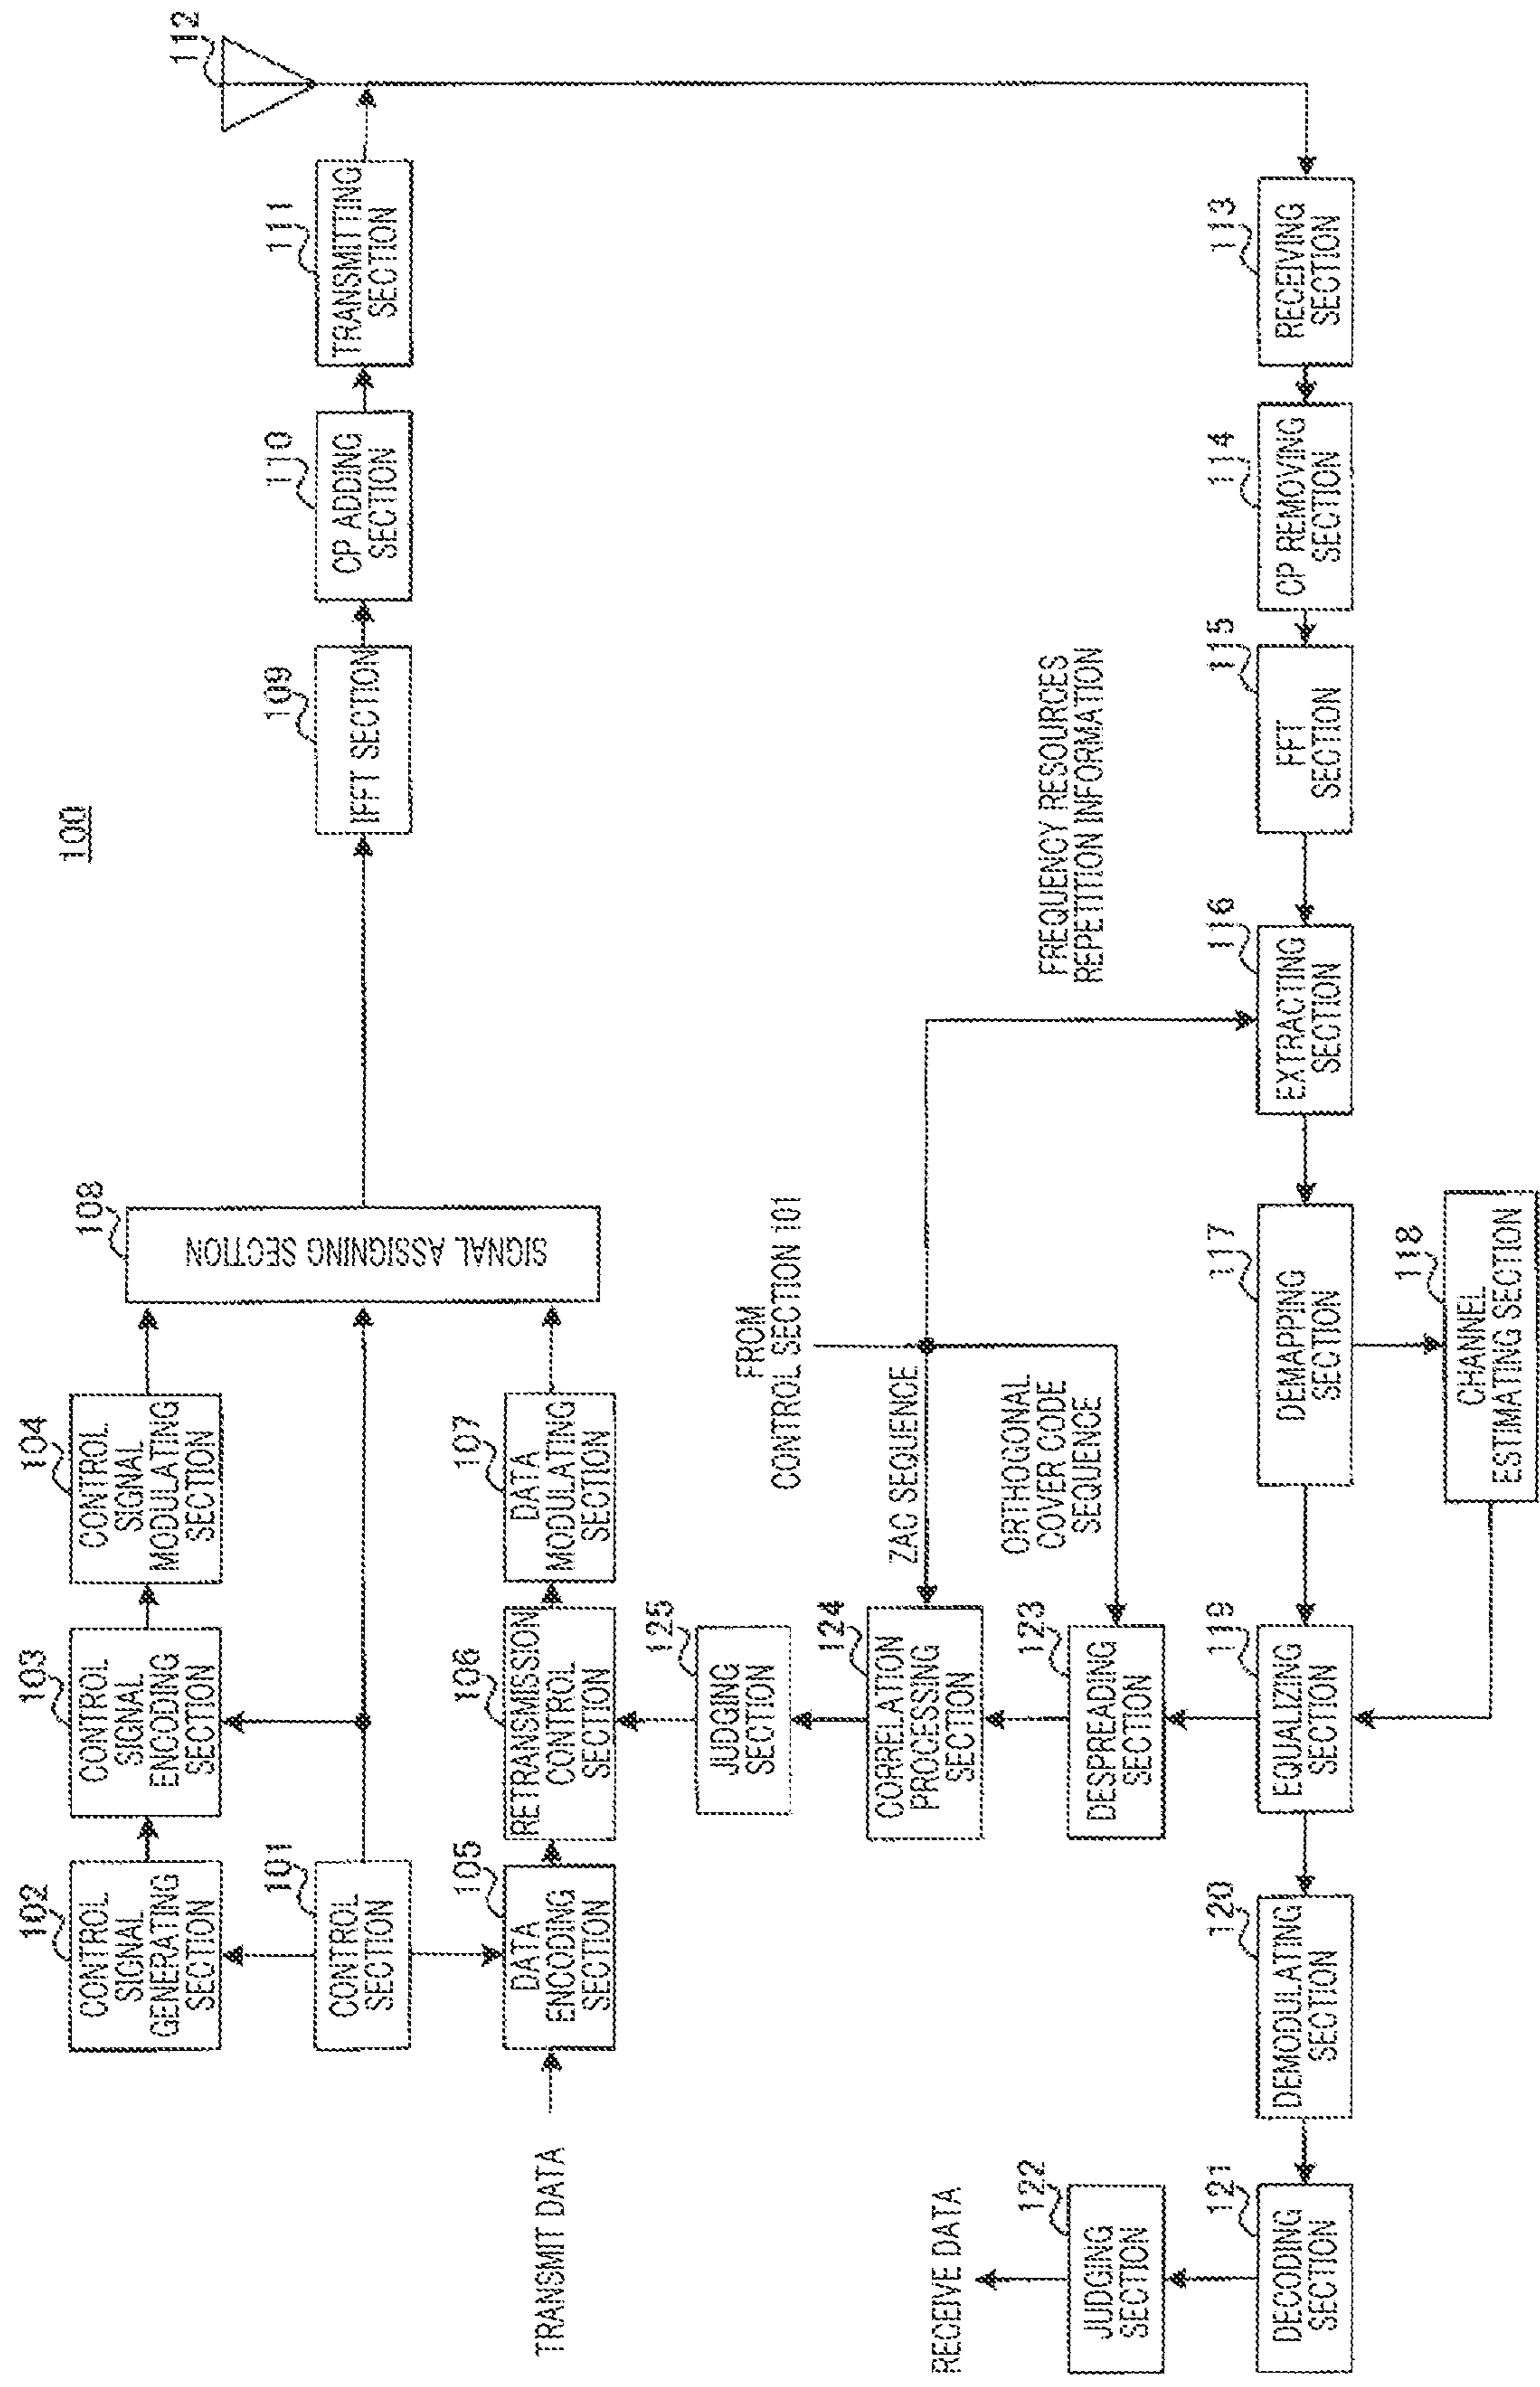 100
102
CONTROL
SIGNAL
GENERATING
SECTION
103
CONTROL
SIGNAL
ENCODING
SECTION
104
CONTROL
SIGNAL
MODULATING
SECTION
108
SIGNAL ASSIGNING SECTION
101
CONTROL
SECTION
109
IFFT SECTION
110
CP ADDING
SECTION
111
TRANSMITTING
SECTION
112
TRANSMIT DATA
105
DATA
ENCODING
SECTION
106
RETRANSMISSION
CONTROL
SECTION
107
DATA
MODULATING
SECTION
125
JUDGING
SECTION
FROM
CONTROL SECTION 101
124
CORRELATION
PROCESSING
SECTION
ZAC SEQUENCE
123
DESPREADING
SECTION
ORTHOGONAL
COVER CODE
SEQUENCE
FREQUENCY RESOURCES
REPETITION INFORMATION
RECEIVE DATA
122
JUDGING
SECTION
121
DECODING
SECTION
120
DEMODULATING
SECTION
119
EQUALIZING
SECTION
117
DEMAPPING
SECTION
116
EXTRACTING
SECTION
115
FFT
SECTION
114
CP REMOVING
SECTION
113
RECEIVING
SECTION
118
CHANNEL
ESTIMATING SECTION